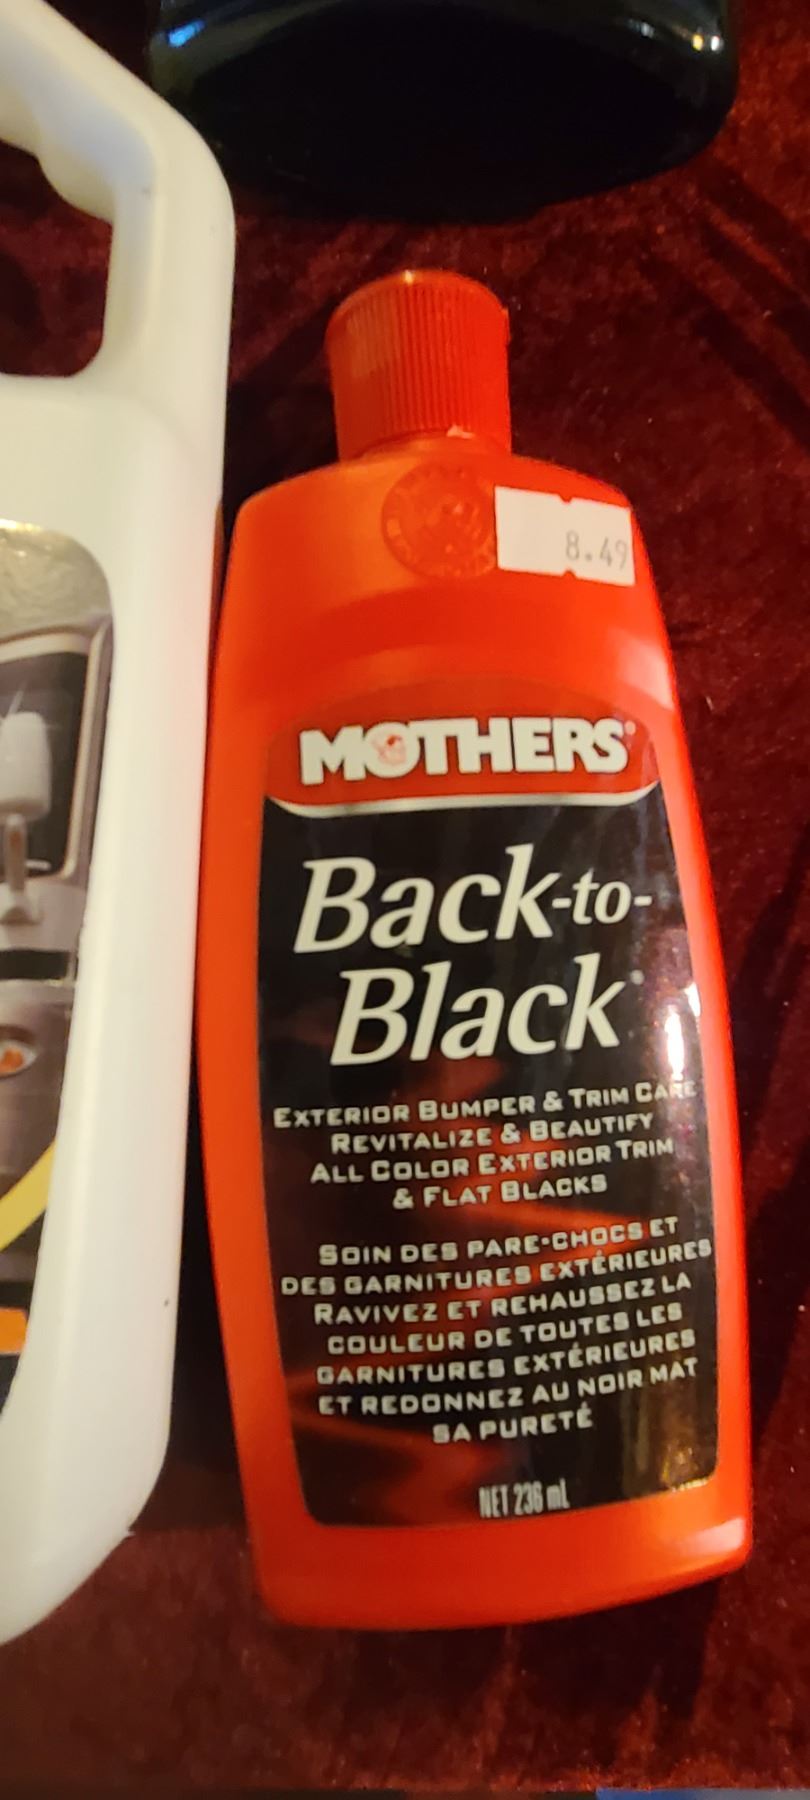 8.49
MOTHERS®
Back-to-
Black®
EXTERIOR BUMPER & TRIM CARE
REVITALIZE & BEAUTIFY
ALL COLOR EXTERIOR TRIM
& FLAT BLACKS
SOIN DES PARE-CHOCS ET
DES GARNITURES EXTÉRIEURES
RAVIVEZ ET REHAUSSEZ LA
COULEUR DE TOUTES LES
GARNITURES EXTÉRIEURES
ET REDONNEZ AU NOIR MAT
SA PURETÉ
NET 236 mL